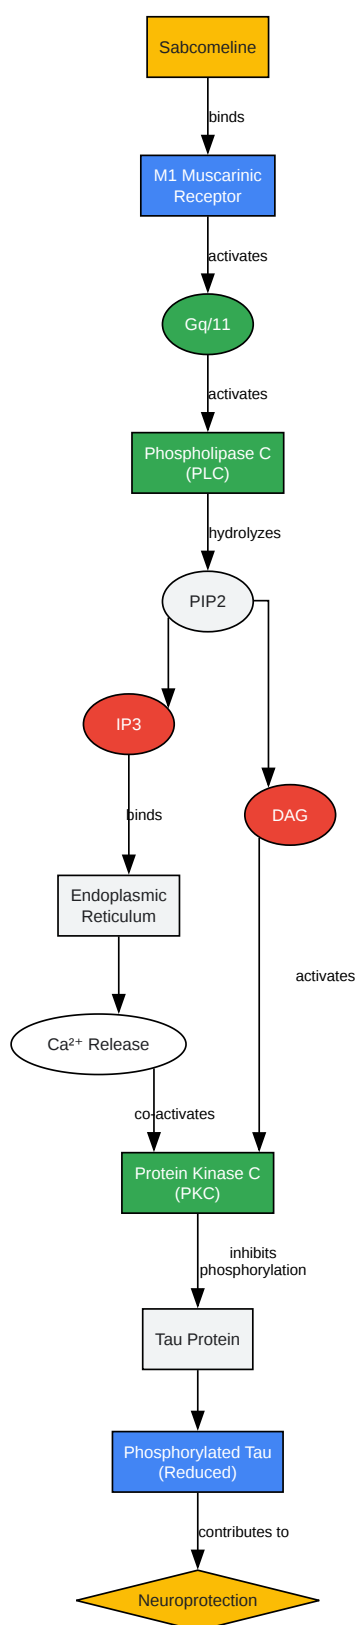 Sabcomeline
binds
M1 Muscarinic
Receptor
activates
Gq/11
activates
Phospholipase C
(PLC)
hydrolyzes
PIP2
IP3
DAG
binds
Endoplasmic
Reticulum
activates
Ca²⁺ Release
co-activates
Protein Kinase C
(PKC)
inhibits
phosphorylation
Tau Protein
Phosphorylated Tau
(Reduced)
contributes to
Neuroprotection